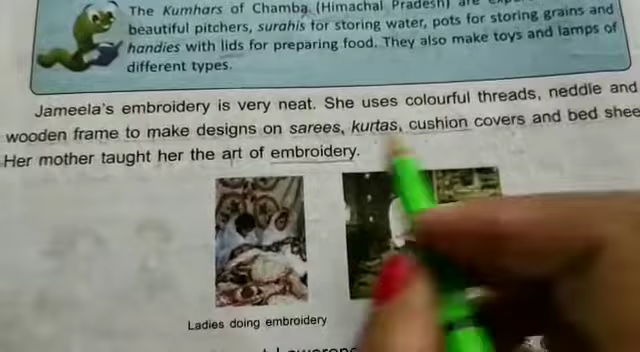 The Kumhars of Chamba (Himachal Pradesh) are
beautiful pitchers, surahis for storing water, pots for storing grains and
handies with lids for preparing food. They also make toys and lamps of
different types.
Jameela's embroidery is very neat. She uses colourful threads, neddle and
wooden frame to make designs on sarees, kurtas, cushion covers and bed shee
Her mother taught her the art of embroidery.
Ladies doing embroidery